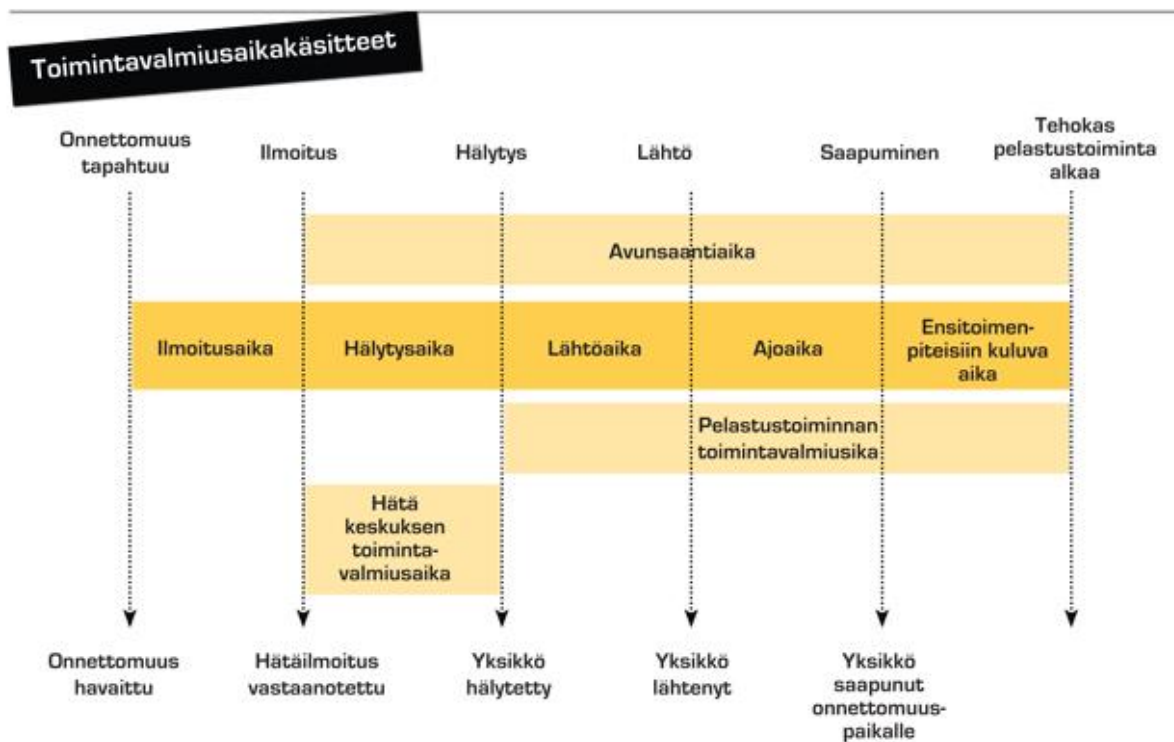 Toimintavalmiusaikakäsitteet
Onnettomuus
tapahtuu
Ilmoitus
Hälytys
Lähtö
Saapuminen
Tehokas
pelastustoiminta
alkaa
Avunsaantiaika
Ilmoitusaika
Hälytysaika
Lähtöaika
Ajoaika
Ensitoimen-
piteisiin kuluva
aika
Pelastustoiminnan
toimintavalmiusika
Hätä
keskuksen
toiminta-
valmiusaika
Onnettomuus
havaittu
Hätäilmoitus
vastaanotettu
Yksikkö
hälytetty
Yksikkö
lähtenyt
Yksikkö
saapunut
onnettomuus-
paikalle